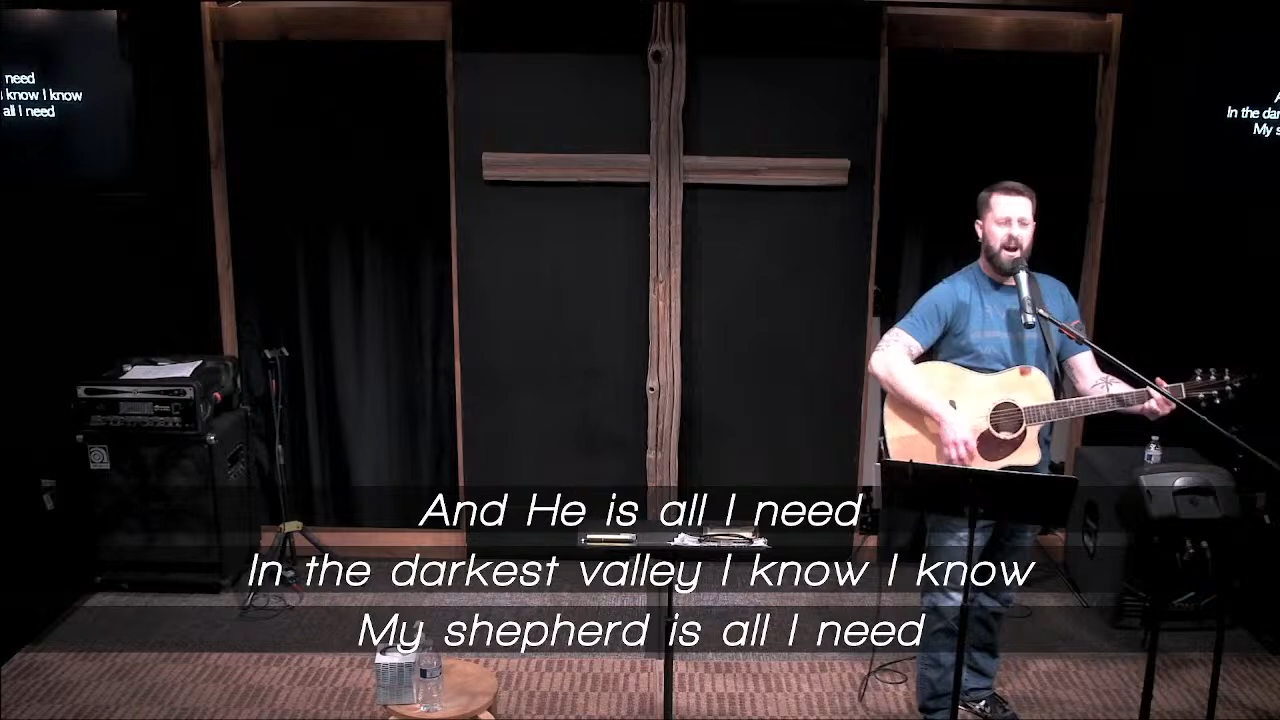 need
know I know
all I need
In the dar
My s
And He is all I need
In the darkest valley I know I know
My shepherd is all I need